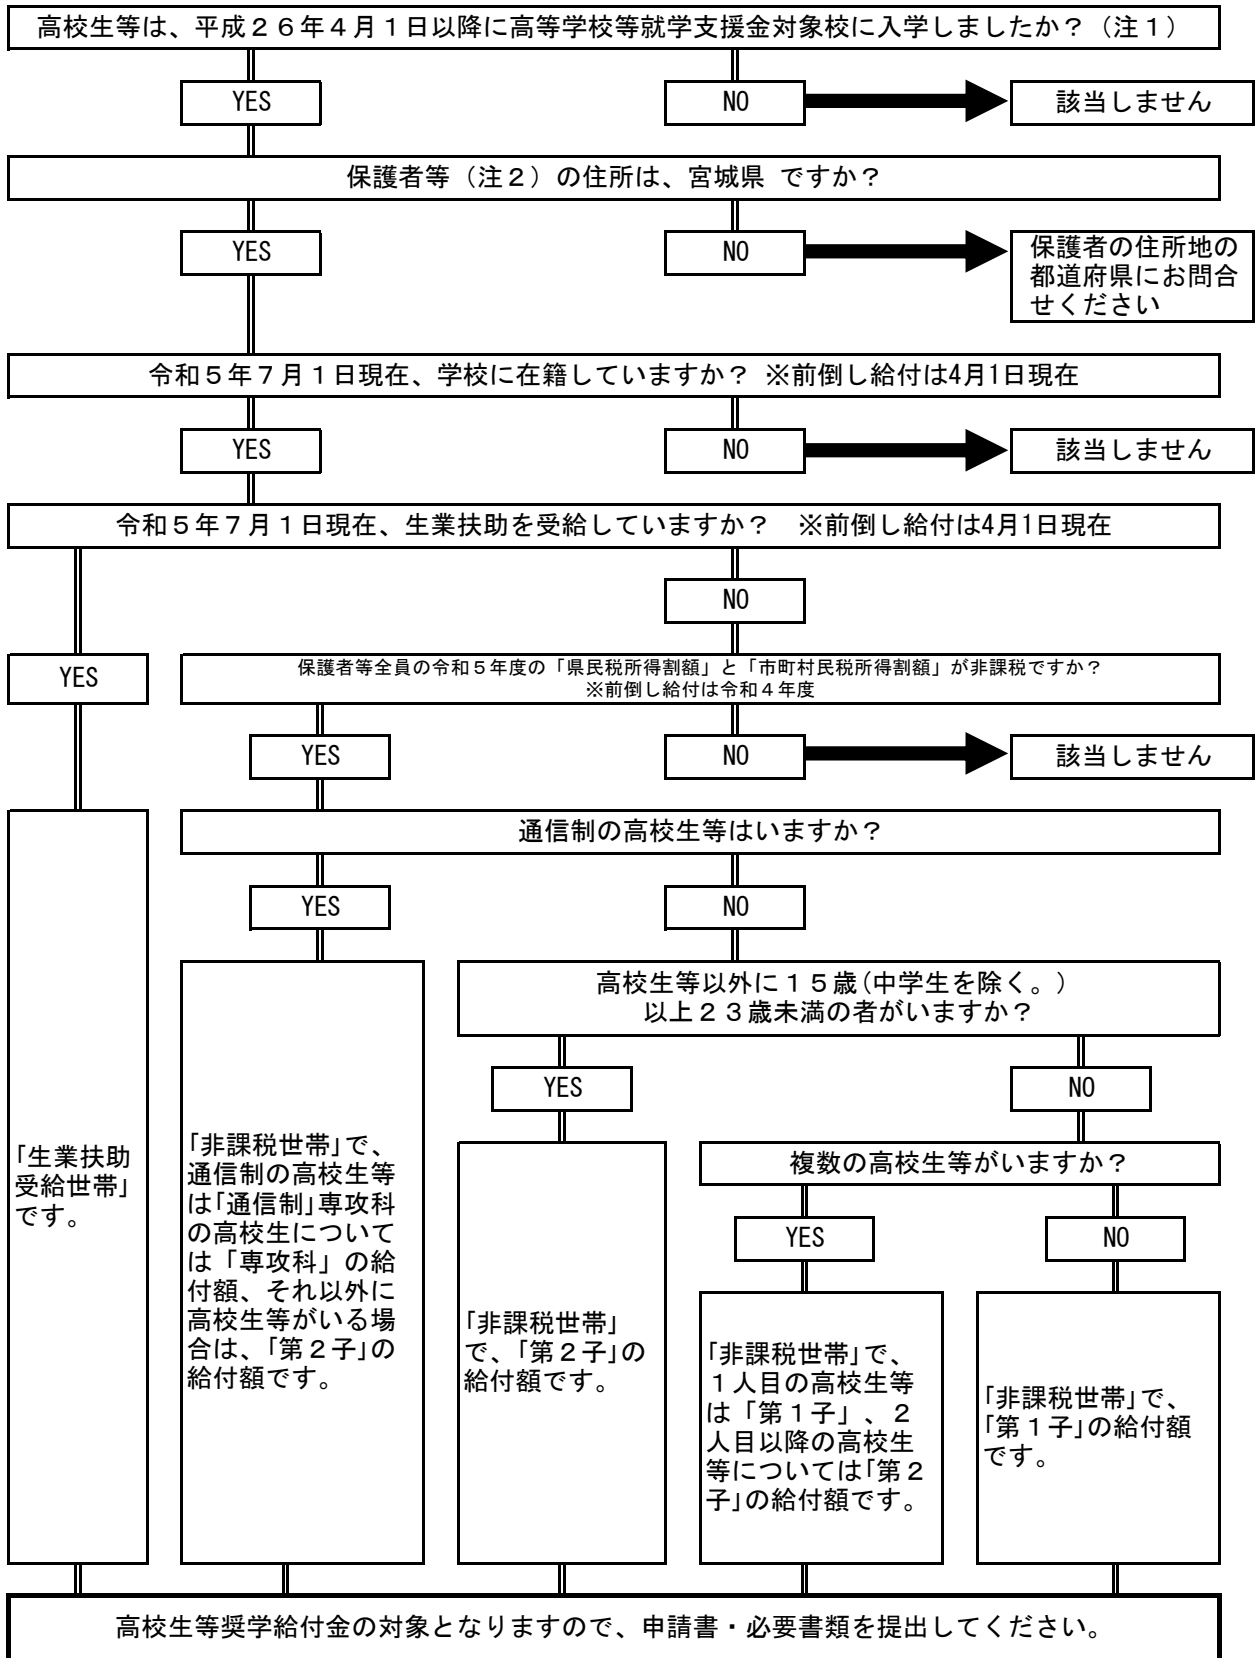 高校生等は、平成２６年４月１日以降に高等学校等就学支援金対象校に入学しましたか？（注１）
YES
NO
該当しません
保護者等（注２）の住所は、宮城県 ですか？
YES
NO
保護者の住所地の
都道府県にお問合
せください
令和５年７月１日現在、学校に在籍していますか？ ※前倒し給付は4月1日現在
YES
NO
該当しません
令和５年７月１日現在、生業扶助を受給していますか？　※前倒し給付は4月1日現在
NO
YES
保護者等全員の令和５年度の「県民税所得割額」と「市町村民税所得割額」が非課税ですか？
※前倒し給付は令和４年度
YES
NO
該当しません
通信制の高校生等はいますか？
YES
NO
高校生等以外に１５歳(中学生を除く。)
以上２３歳未満の者がいますか？
YES
NO
「生業扶助
受給世帯」
です。
「非課税世帯」で、
通信制の高校生等
は「通信制」専攻科
の高校生について
は「専攻科」の給
付額、それ以外に
高校生等がいる場
合は、「第２子」の
給付額です。
複数の高校生等がいますか？
YES
NO
「非課税世帯」
で、「第２子」の
給付額です。
「非課税世帯」で、
１人目の高校生等
は「第１子」、２
人目以降の高校生
等については「第２
子」の給付額です。
「非課税世帯」で、
「第１子」の給付額
です。
高校生等奨学給付金の対象となりますので、申請書・必要書類を提出してください。